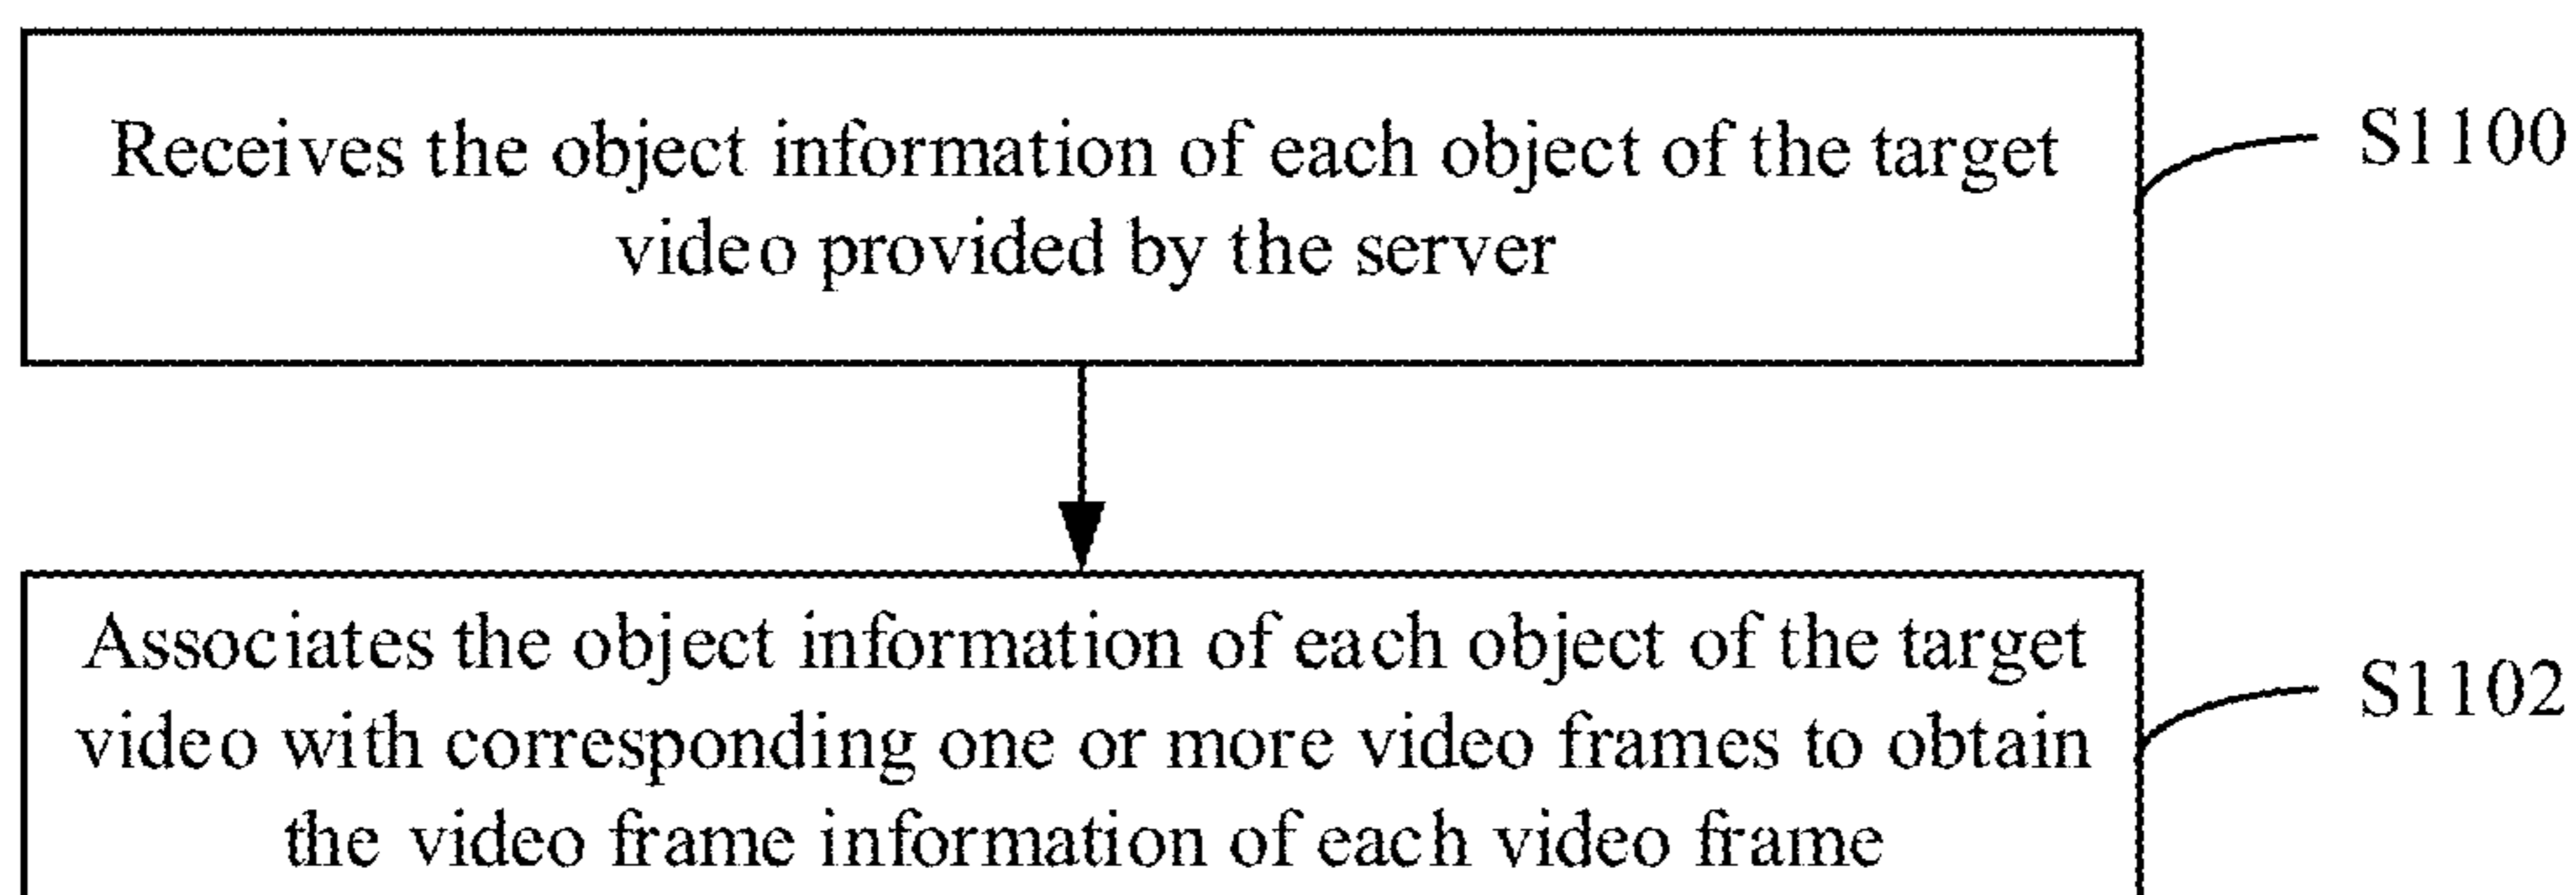 Receives the object information of each object of the target
video provided by the server
S1100
Associates the object information of each object of the target
video with corresponding one or more video frames to obtain
the video frame information of each video frame
S1102